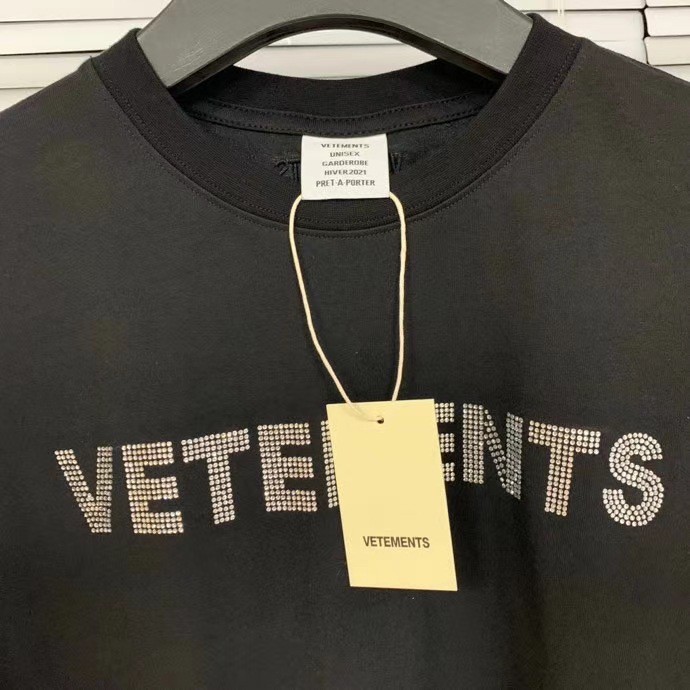 VETEMENTS
UNISEX
GARDEROBE
HIVER 2021
PRET-A-PORTER
VETEMENTS
VETEMENTS